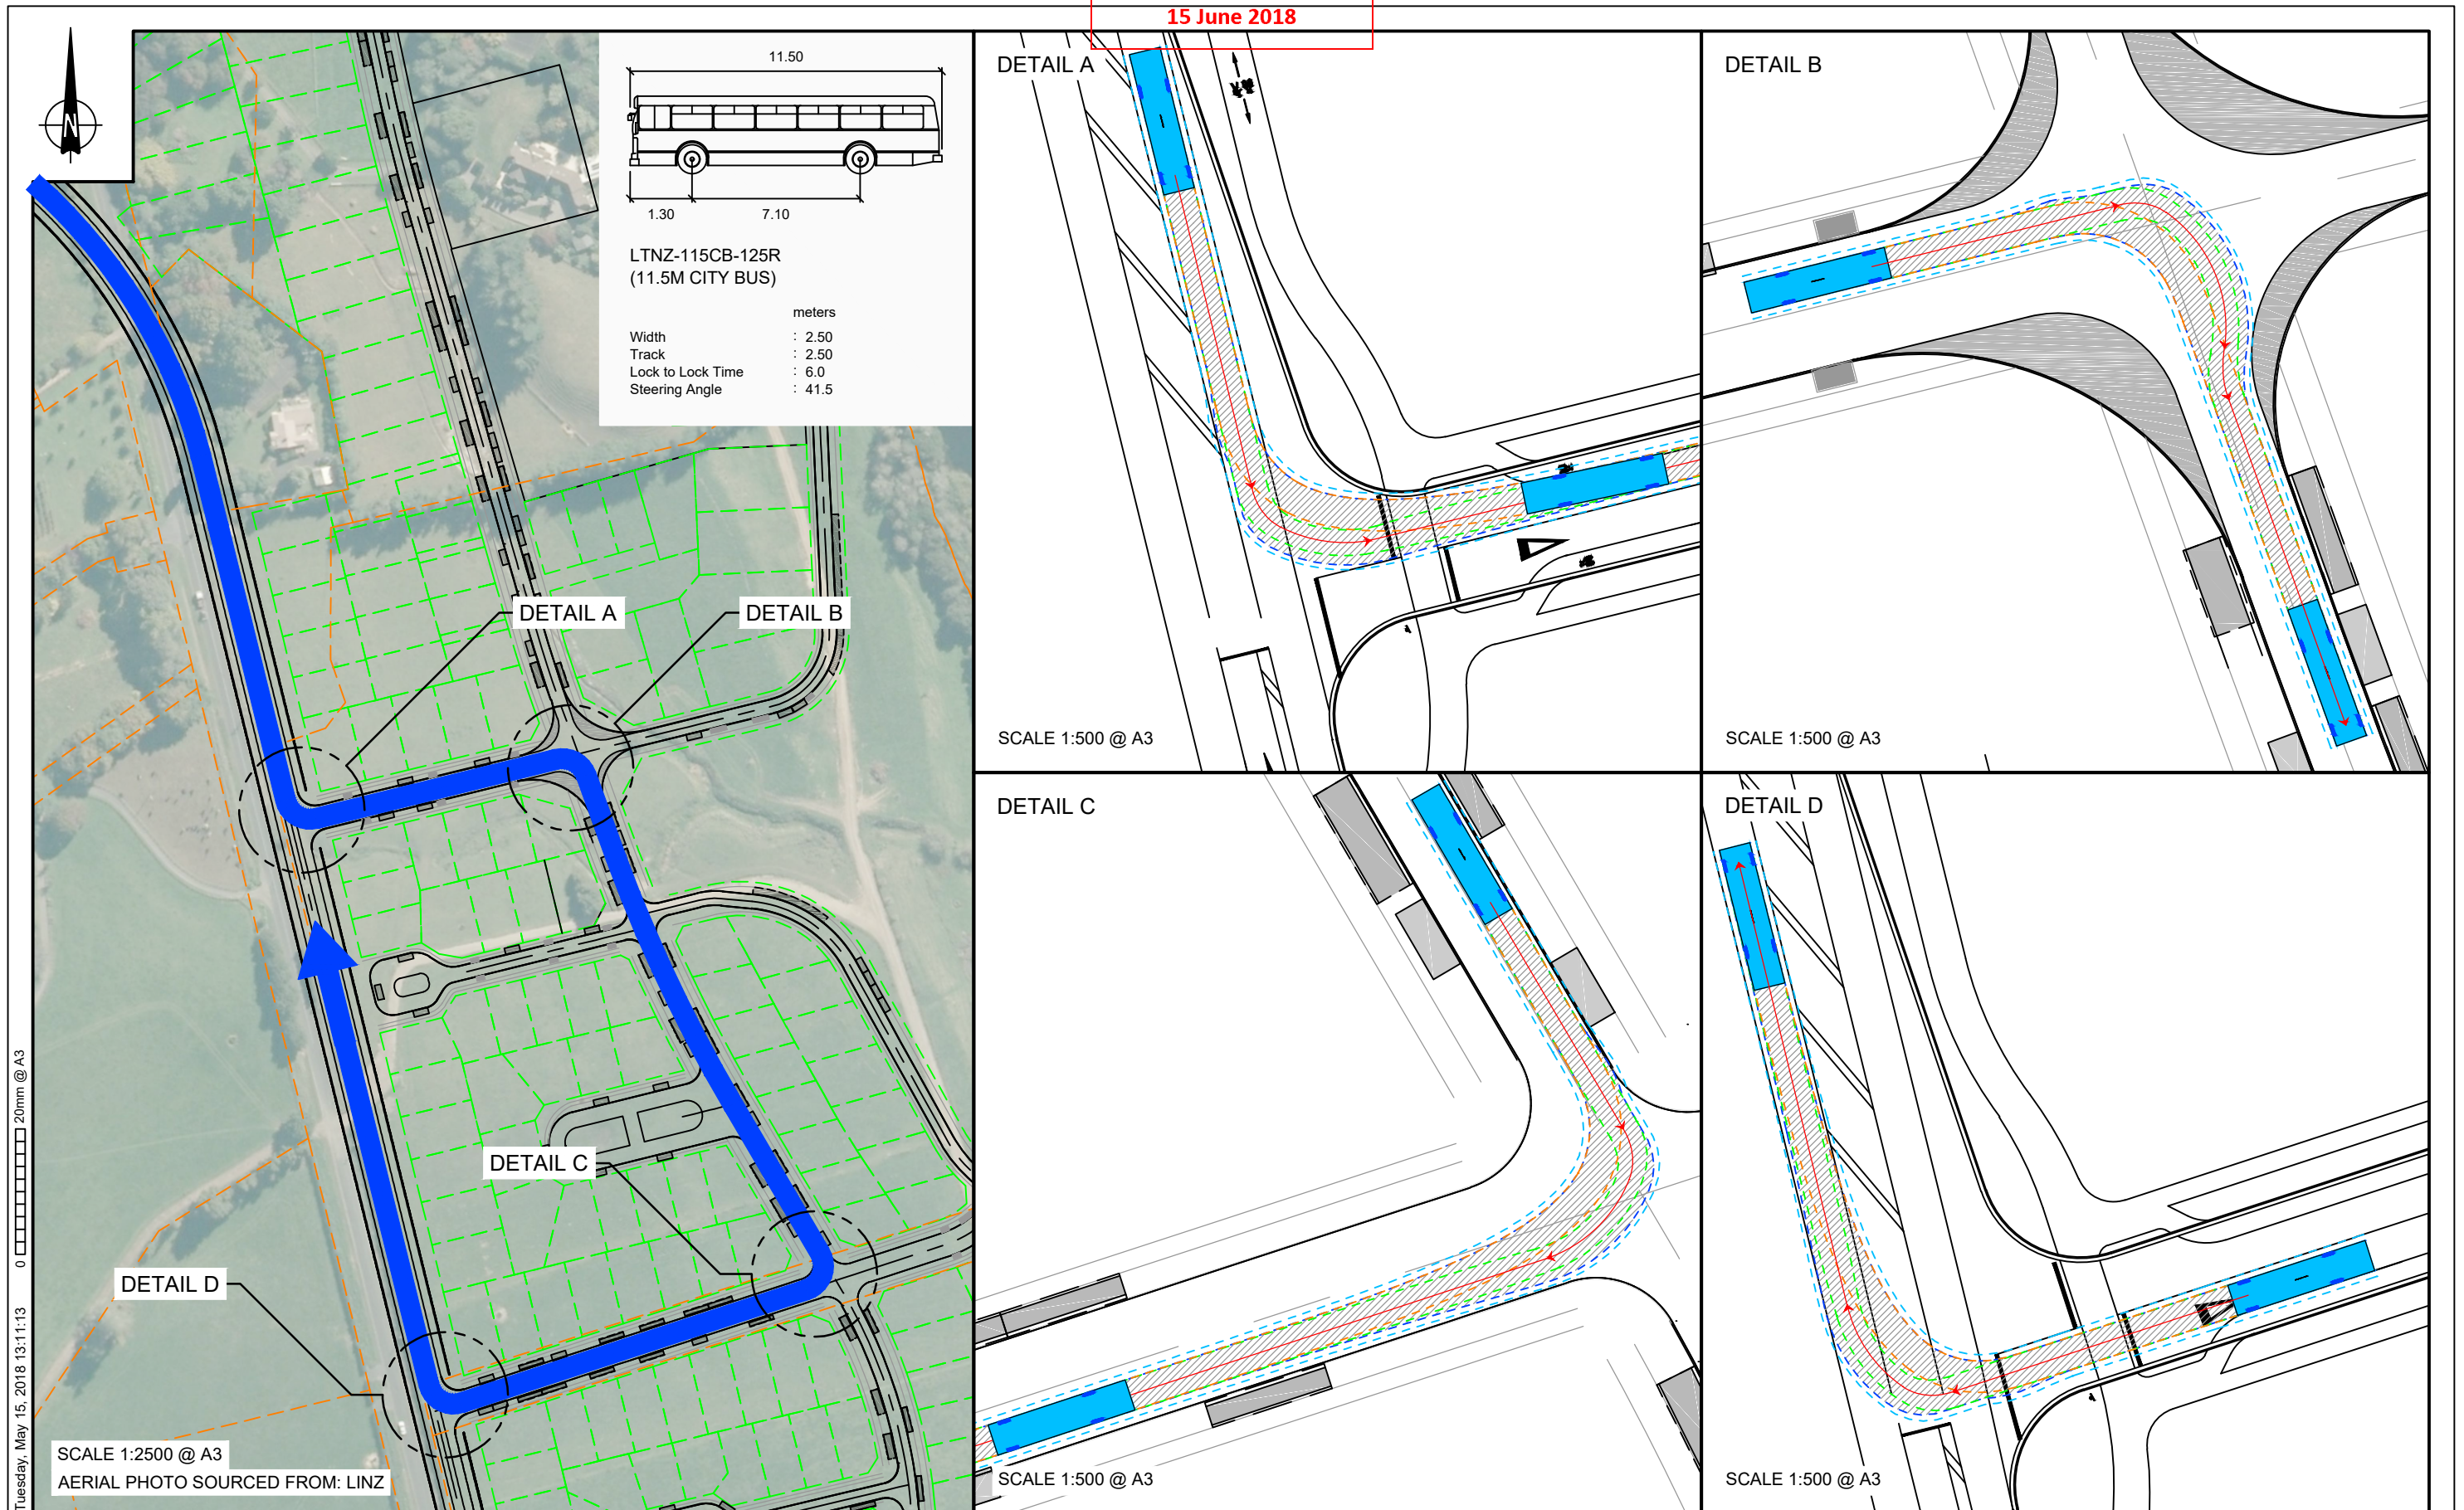 15 June 2018
N
11.50
1.30
7.10
LTNZ-115CB-125R
(11.5M CITY BUS)
meters
Width : 2.50
Track : 2.50
Lock to Lock Time : 6.0
Steering Angle : 41.5
DETAIL A
DETAIL B
DETAIL C
DETAIL D
SCALE 1:2500 @ A3
AERIAL PHOTO SOURCED FROM: LINZ
DETAIL A
SCALE 1:500 @ A3
DETAIL B
SCALE 1:500 @ A3
DETAIL C
SCALE 1:500 @ A3
DETAIL D
SCALE 1:500 @ A3
0 20mm @ A3
Tuesday, May 15, 2018 13:11:13